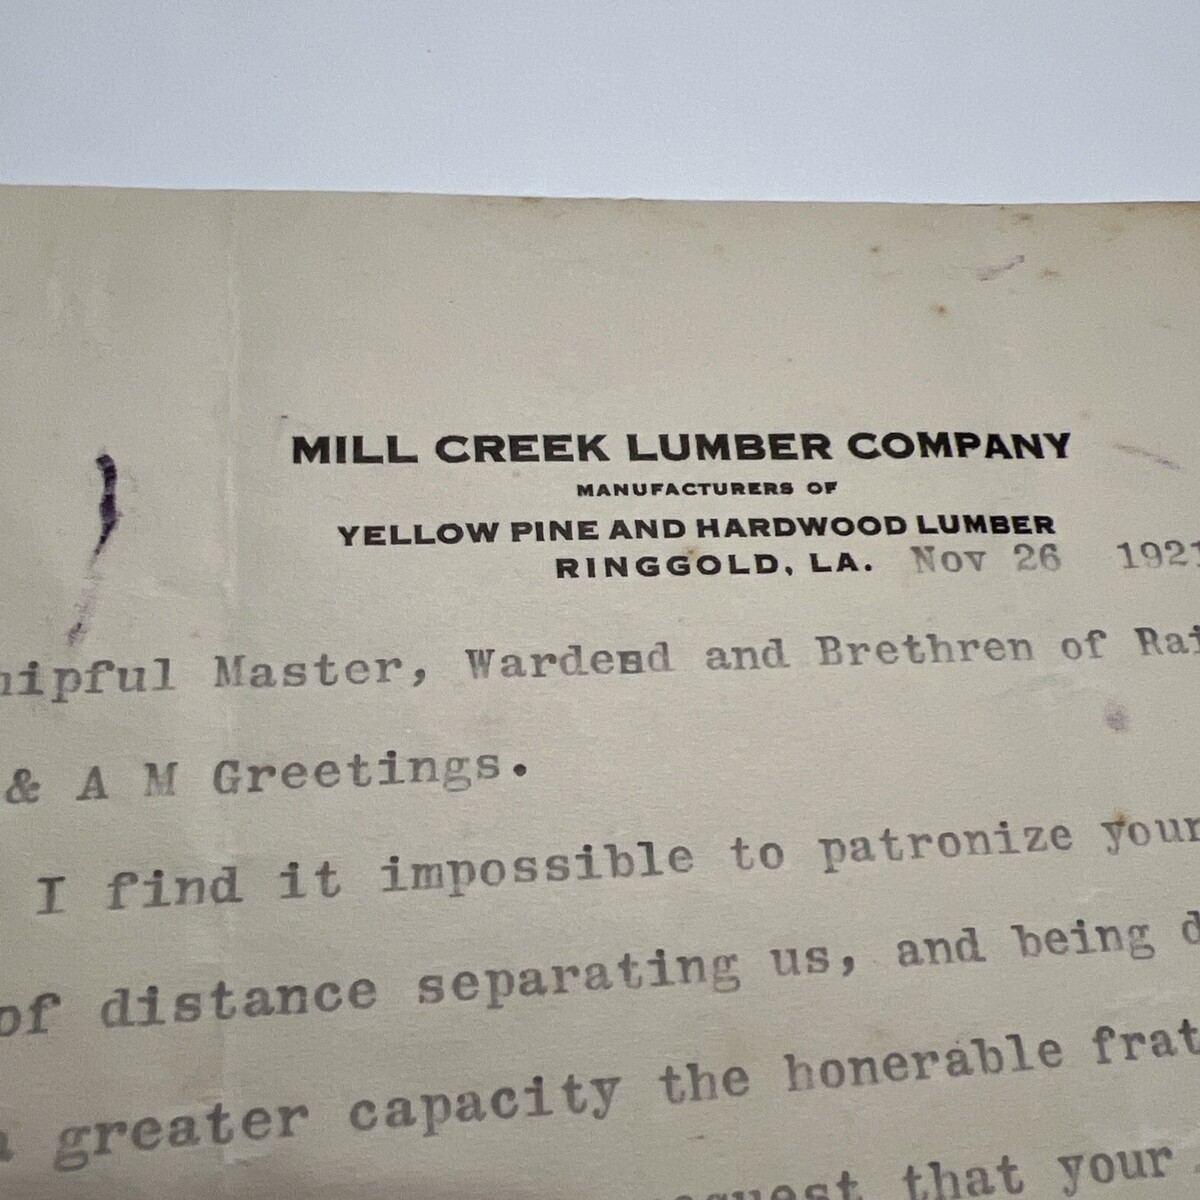 MILL CREEK LUMBER COMPANY
MANUFACTURERS OF
YELLOW PINE AND HARDWOOD LUMBER
RINGGOLD, LA. Nov 26 1921
Master, Wardend and Brethren of
& A M Greetings.
I find it impossible to patronize your
of distance separating us, and being
greater capacity the honerable
that your